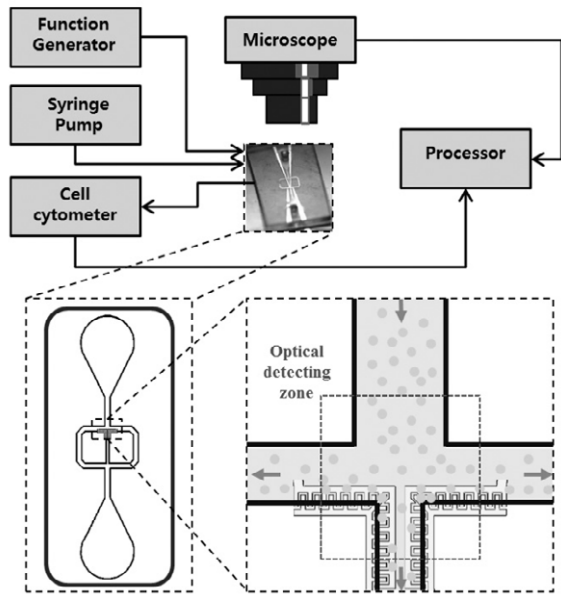 Function
Generator
Microscope
Syringe
Pump
Processor
Cell
cytometer
Optical
detecting
zone